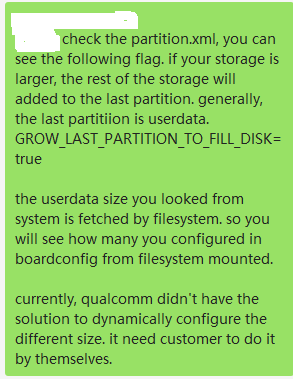 check the partition.xml, you can
see the following flag. if your storage is
larger, the rest of the storage will
added to the last partition. generally,
the last partitiion is userdata.
GROW_LAST_PARTITION_TO_FILL_DISK=
true

the userdata size you looked from
system is fetched by filesystem. so you
will see how many you configured in
boardconfig from filesystem mounted.

currently, qualcomm didn't have the
solution to dynamically configure the
different size. it need customer to do it
by themselves.